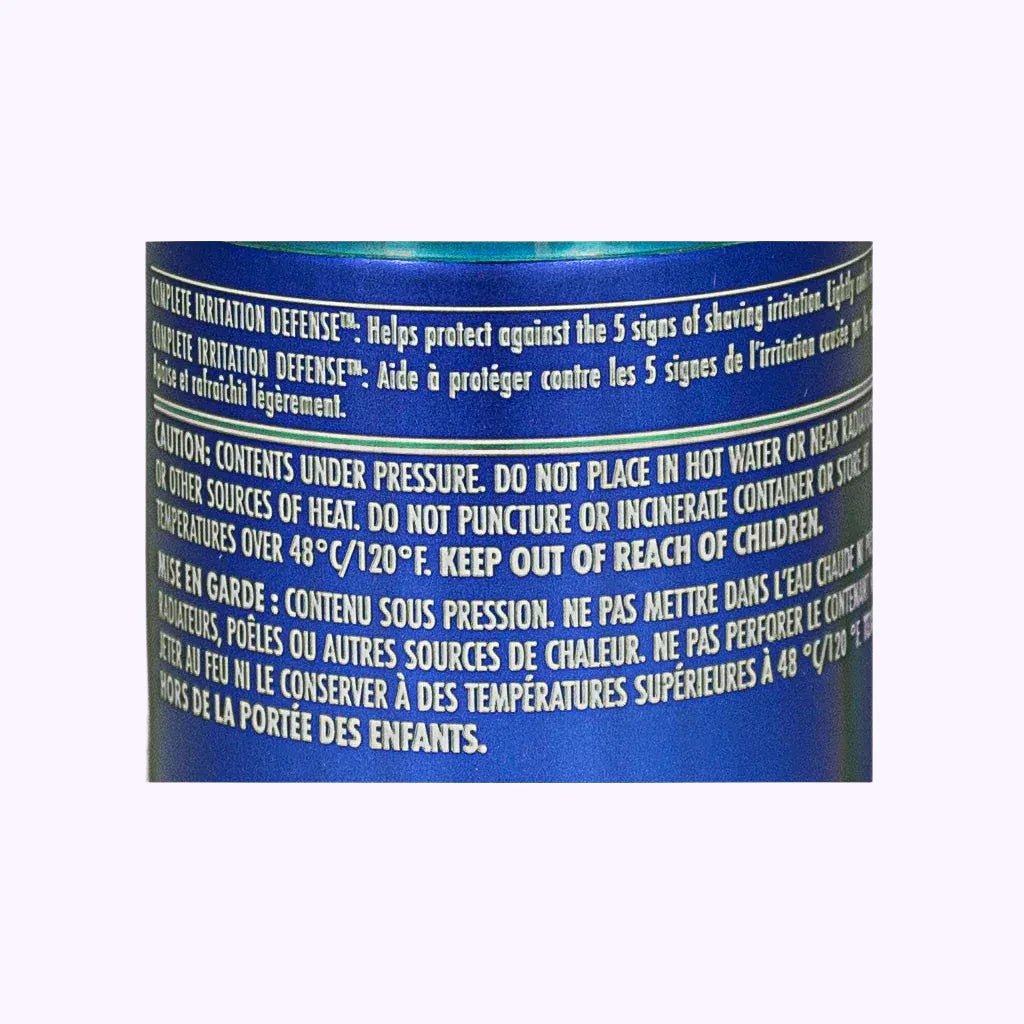 COMPLETE IRRITATION DEFENSE™: Helps protect against the 5 signs of shaving irritation. Lightly
COMPLETE IRRITATION DEFENSE™: Aide à protéger contre les 5 signes de l'irritation causée par le
apaise et rafraîchit légèrement.
CAUTION: CONTENTS UNDER PRESSURE. DO NOT PLACE IN HOT WATER OR NEAR
OR OTHER SOURCES OF HEAT. DO NOT PUNCTURE OR INCINERATE CONTAINER OR STORE AT
TEMPERATURES OVER 48°C/120°F. KEEP OUT OF REACH OF CHILDREN.
MISE EN GARDE : CONTENU SOUS PRESSION. NE PAS METTRE DANS L'EAU CHAUDE NI
RADIATEURS, POÊLES OU AUTRES SOURCES DE CHALEUR. NE PAS PERFORER LE CONTENANT
JETER AU FEU NI LE CONSERVER À DES TEMPÉRATURES SUPÉRIEURES À 48 °C/120 °F.
HORS DE LA PORTÉE DES ENFANTS.